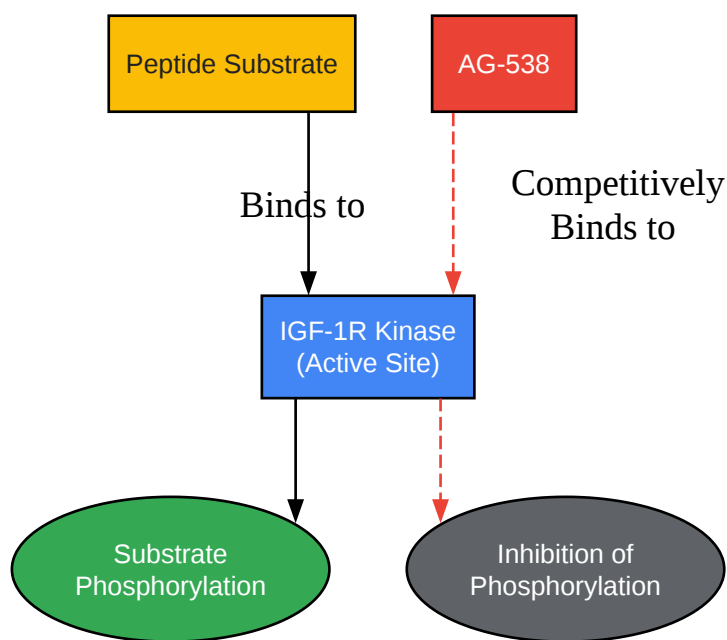 Peptide Substrate
AG-538
Binds to
Competitively
Binds to
IGF-1R Kinase
(Active Site)
Substrate
Phosphorylation
Inhibition of
Phosphorylation